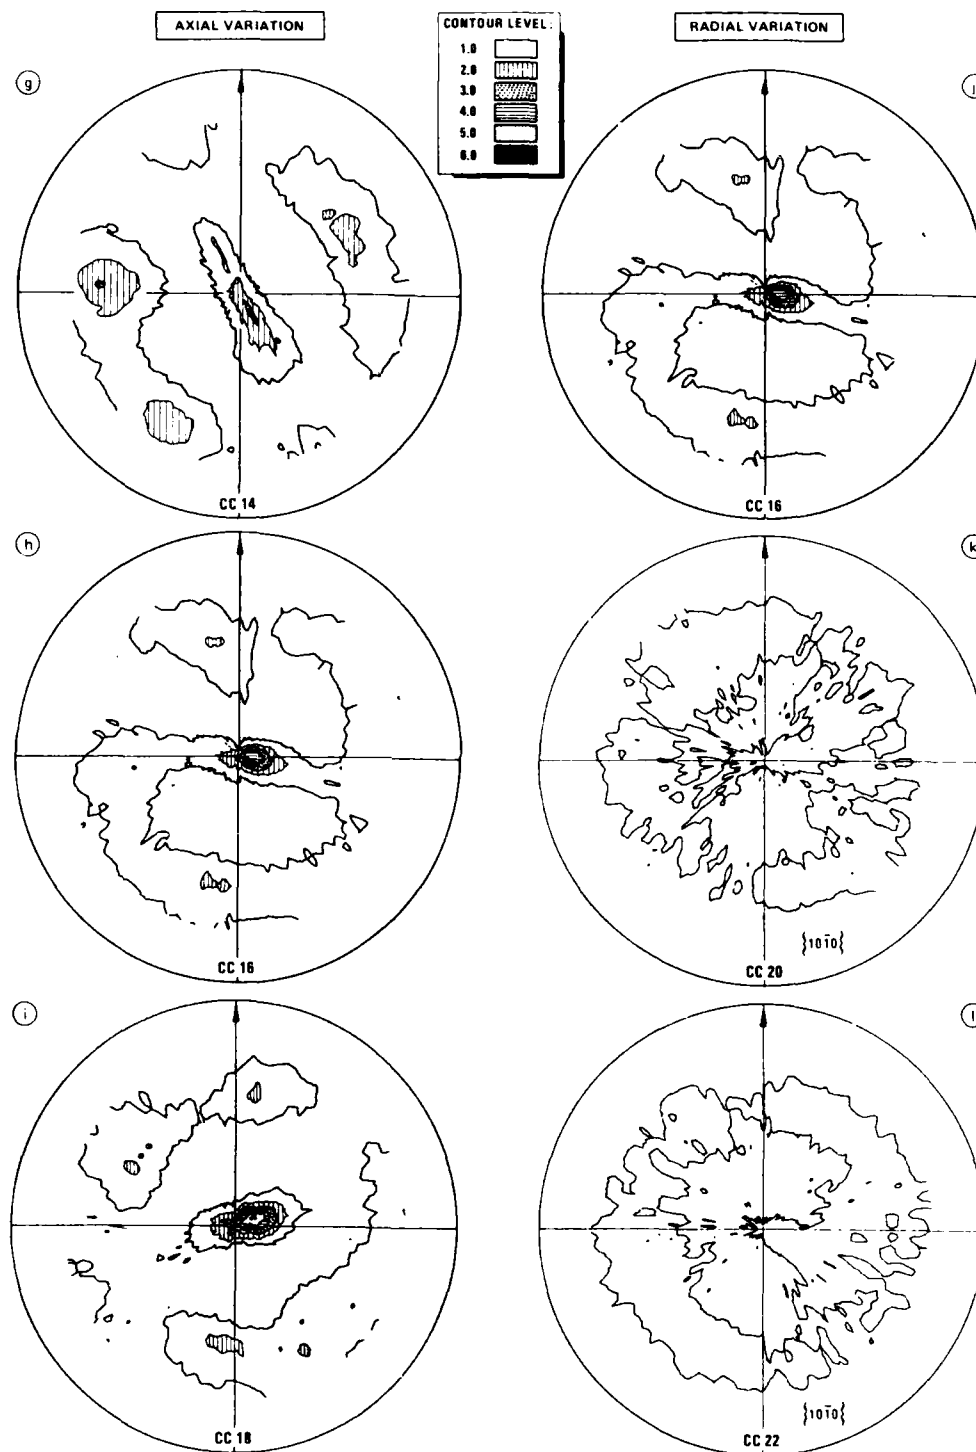 AXIAL VARIATION
CONTOUR LEVEL:
1.0
2.0
3.0
4.0
5.0
6.0
RADIAL VARIATION
g
CC 14
j
CC 16
h
CC 16
k
{101̄0}
CC 20
i
CC 18
l
{101̄0}
CC 22